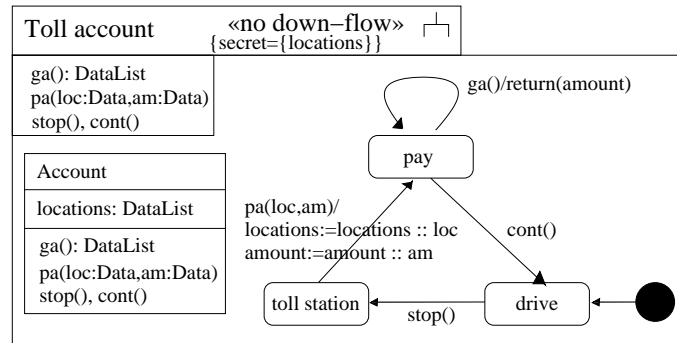 Toll account
«no down−flow»
{secret={locations}}
ga(): DataList
pa(loc:Data,am:Data)
stop(), cont()
Account
locations: DataList
ga(): DataList
pa(loc:Data,am:Data)
stop(), cont()
ga()/return(amount)
pay
pa(loc,am)/
locations:=locations :: loc
amount:=amount :: am
cont()
toll station
stop()
drive